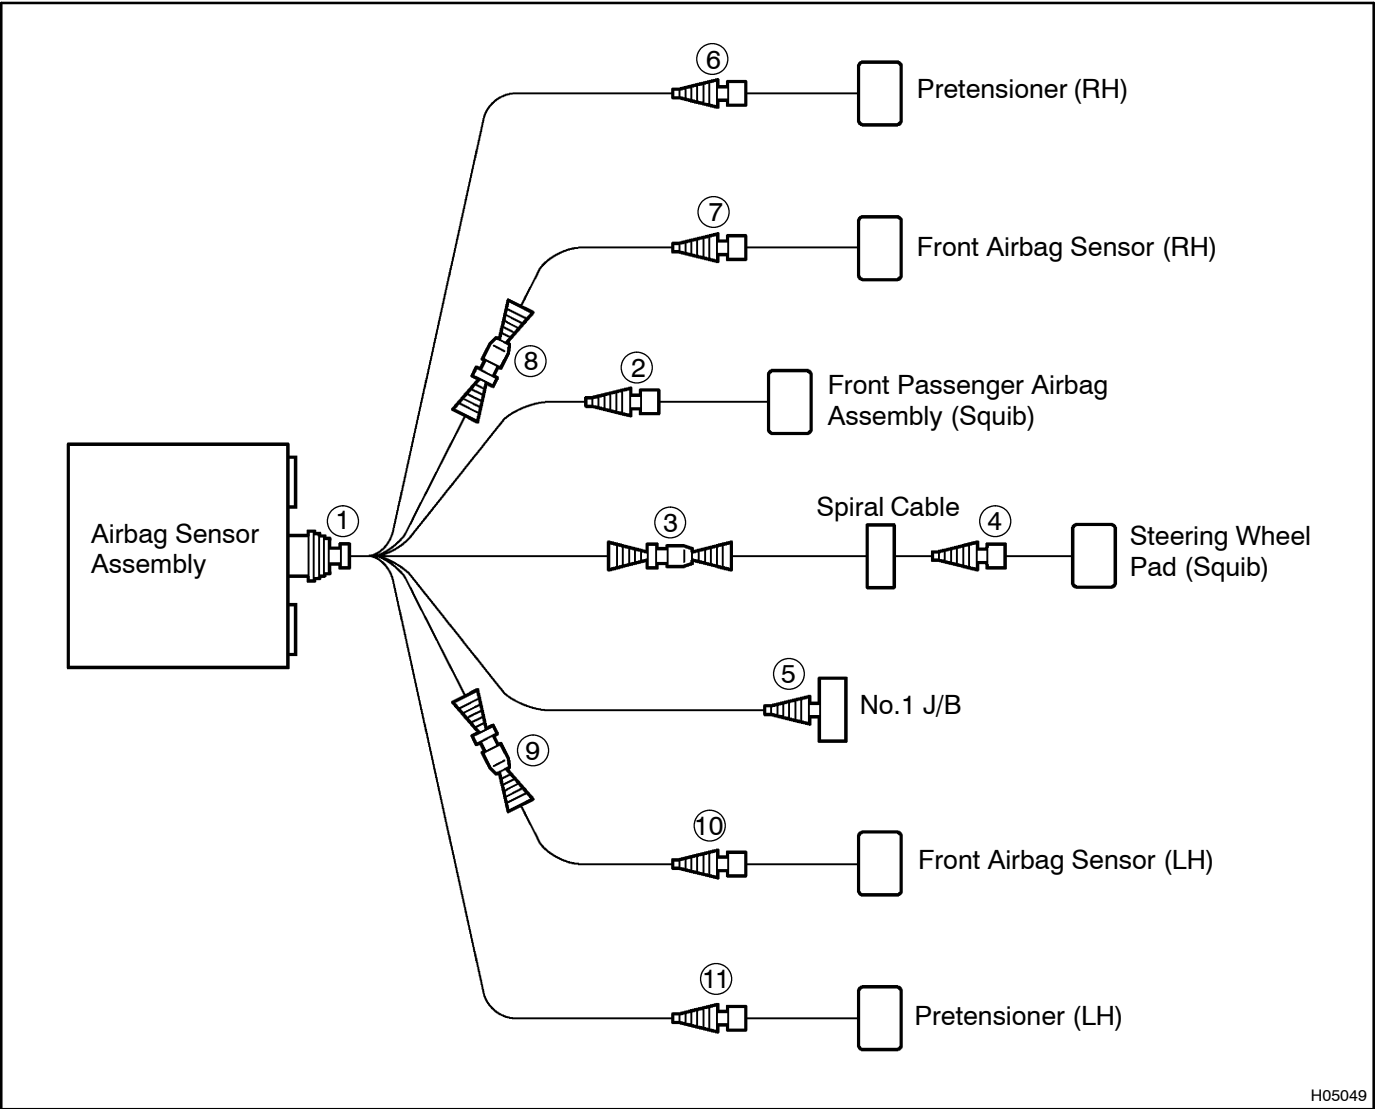 ⑥
Pretensioner (RH)
⑦
Front Airbag Sensor (RH)
⑧
②
Front Passenger Airbag
Assembly (Squib)
Airbag Sensor
Assembly
①
③
Spiral Cable
④
Steering Wheel
Pad (Squib)
⑤
No.1 J/B
⑨
⑩
Front Airbag Sensor (LH)
⑪
Pretensioner (LH)
H05049